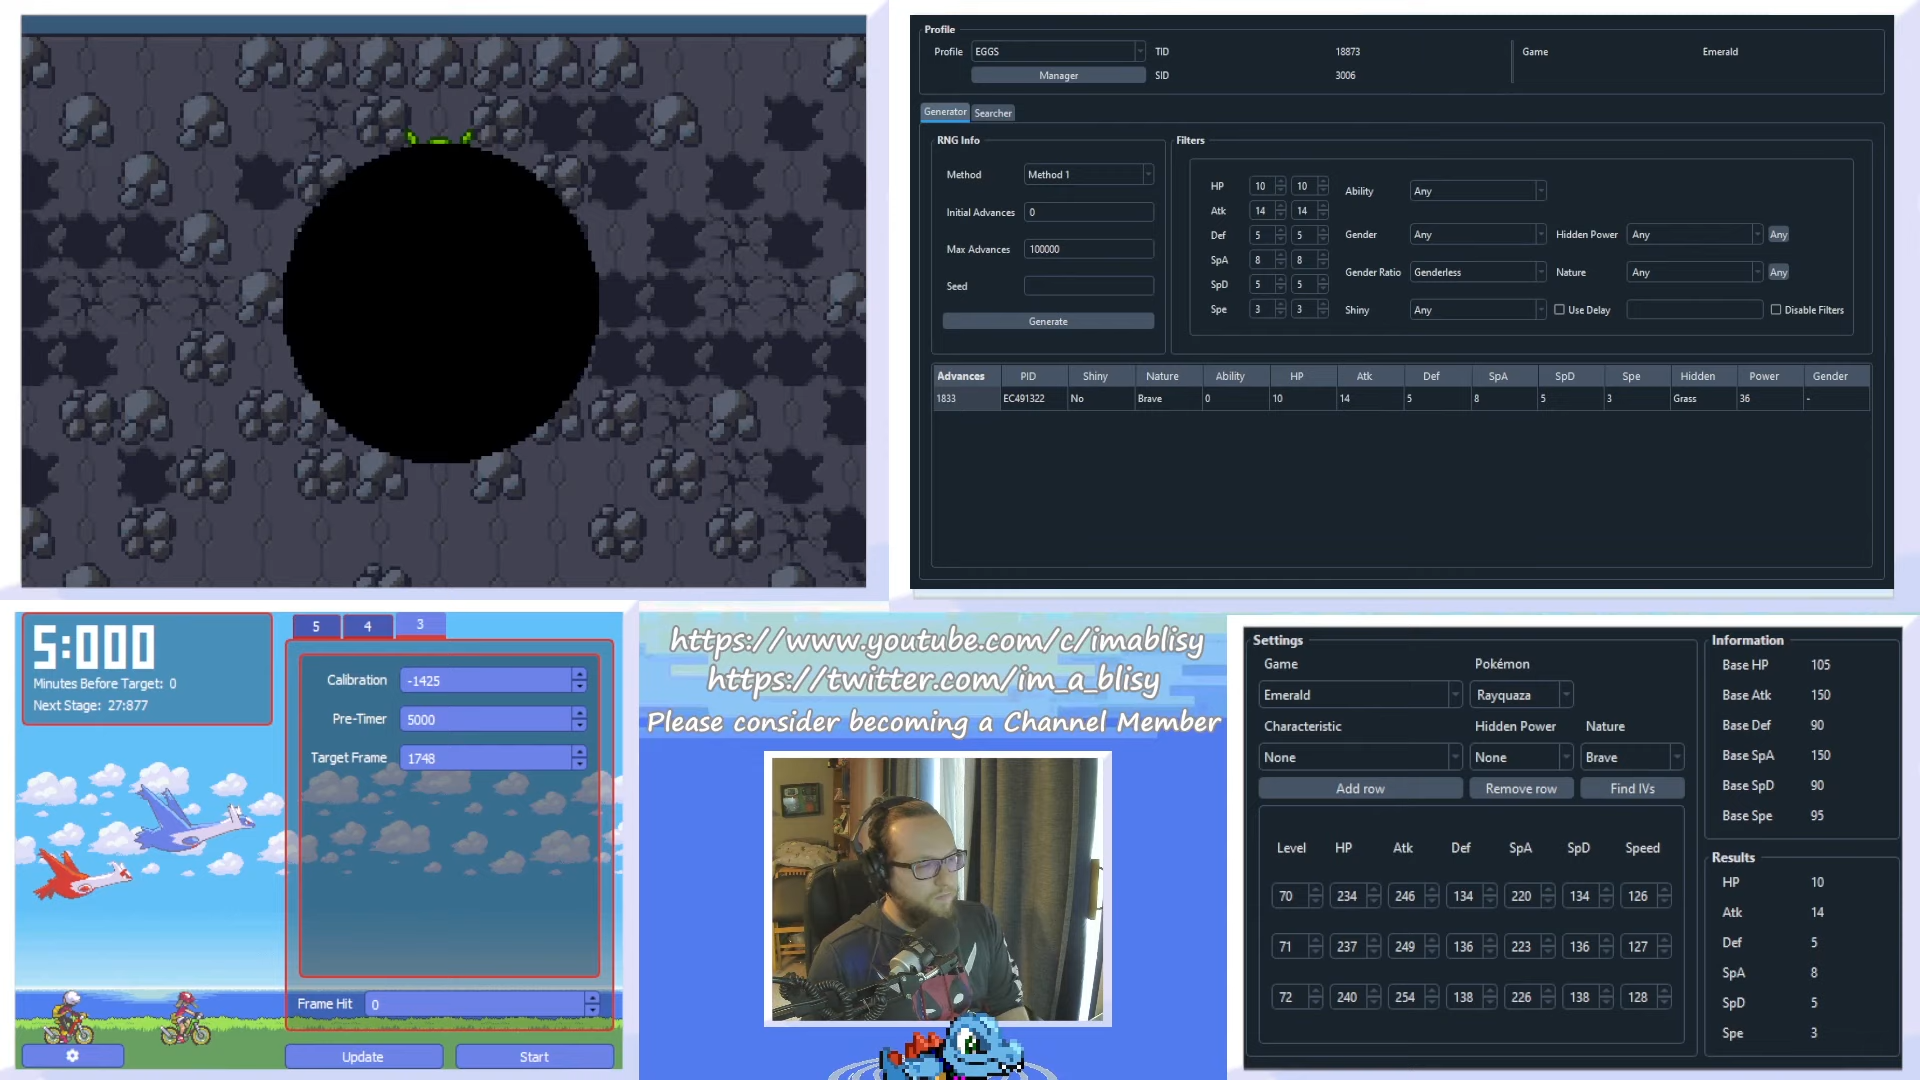 Profile
Profile EGGS TID 18873 Game Emerald
Manager SID 3006
Generator Searcher
RNG Info
Method Method 1
Initial Advances 0
Max Advances 100000
Seed
Generate
Filters
HP 10 10 Ability Any
Atk 14 14
Def 5 5 Gender Any Hidden Power Any Any
SpA 8 8
Gender Ratio Genderless Nature Any Any
SpD 5 5
Spe 3 3 Shiny Any Use Delay Disable Filters
Advances PID Shiny Nature Ability HP Atk Def SpA SpD Spe Hidden Power Gender
1833 EC491322 No Brave 0 10 14 5 8 5 3 Grass 36 -
5:000
Minutes Before Target: 0
Next Stage: 27:877
5 4 3
Calibration -1425
Pre-Timer 5000
Target Frame 1748
Frame Hit 0
Update Start
https://www.youtube.com/c/imablisy
https://twitter.com/im_a_blisy
Please consider becoming a Channel Member
Settings
Game Pokémon
Emerald Rayquaza
Characteristic Hidden Power Nature
None None Brave
Add row Remove row Find IVs
Level HP Atk Def SpA SpD Speed
70 234 246 134 220 134 126
71 237 249 136 223 136 127
72 240 254 138 226 138 128
Information
Base HP 105
Base Atk 150
Base Def 90
Base SpA 150
Base SpD 90
Base Spe 95
Results
HP 10
Atk 14
Def 5
SpA 8
SpD 5
Spe 3